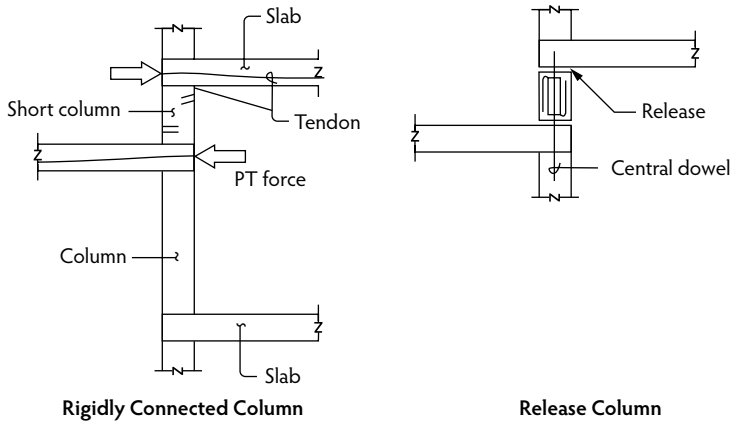 Slab
Short column
Tendon
PT force
Column
Slab
Rigidly Connected Column
Release
Central dowel
Release Column